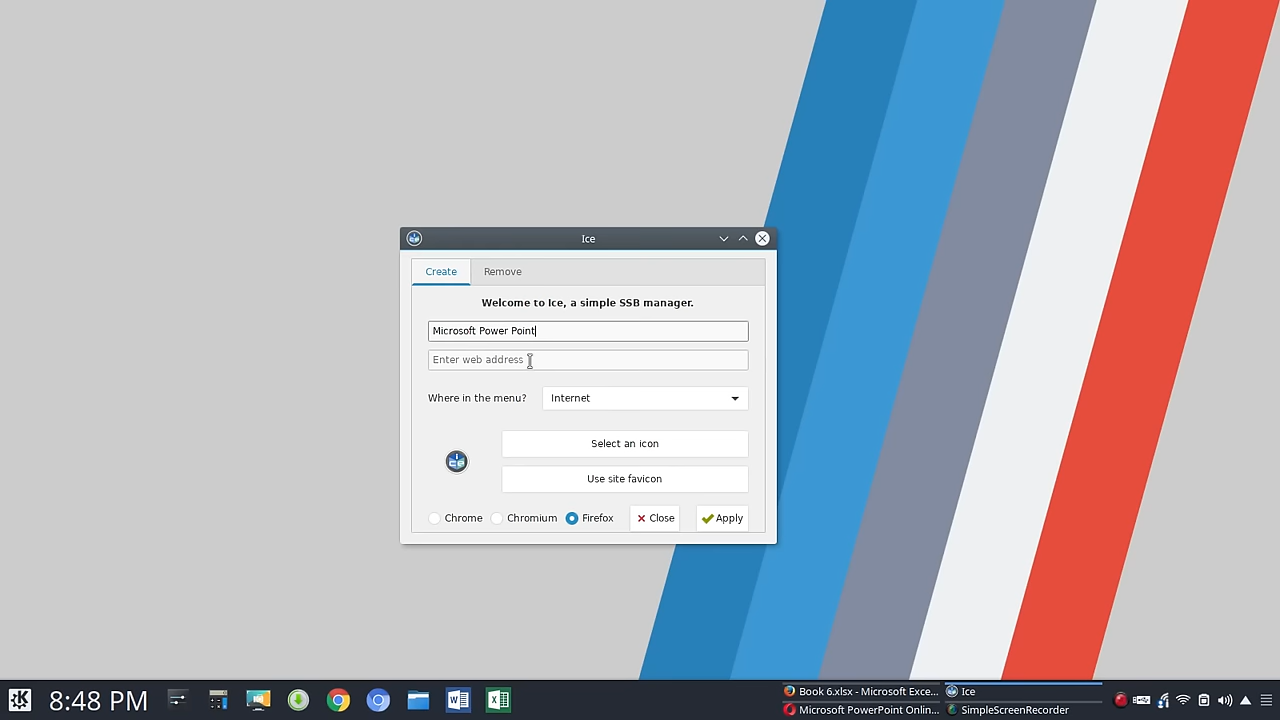 Ice
Create Remove
Welcome to Ice, a simple SSB manager.
Microsoft Power Point
Enter web address
Where in the menu? Internet
Select an icon
Use site favicon
Chrome Chromium Firefox Close Apply
8:48 PM
Book 6.xlsx - Microsoft Exce...
Ice
Microsoft PowerPoint Onlin...
SimpleScreenRecorder